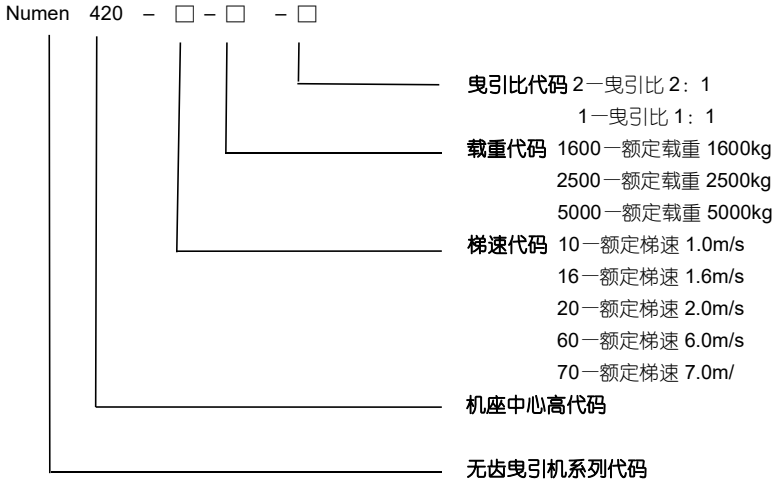 Numen 420 – □ – □ – □
曳引比代码 2—曳引比 2：1
1—曳引比 1：1
载重代码 1600—额定载重 1600kg
2500—额定载重 2500kg
5000—额定载重 5000kg
梯速代码 10—额定梯速 1.0m/s
16—额定梯速 1.6m/s
20—额定梯速 2.0m/s
60—额定梯速 6.0m/s
70—额定梯速 7.0m/
机座中心高代码
无齿曳引机系列代码